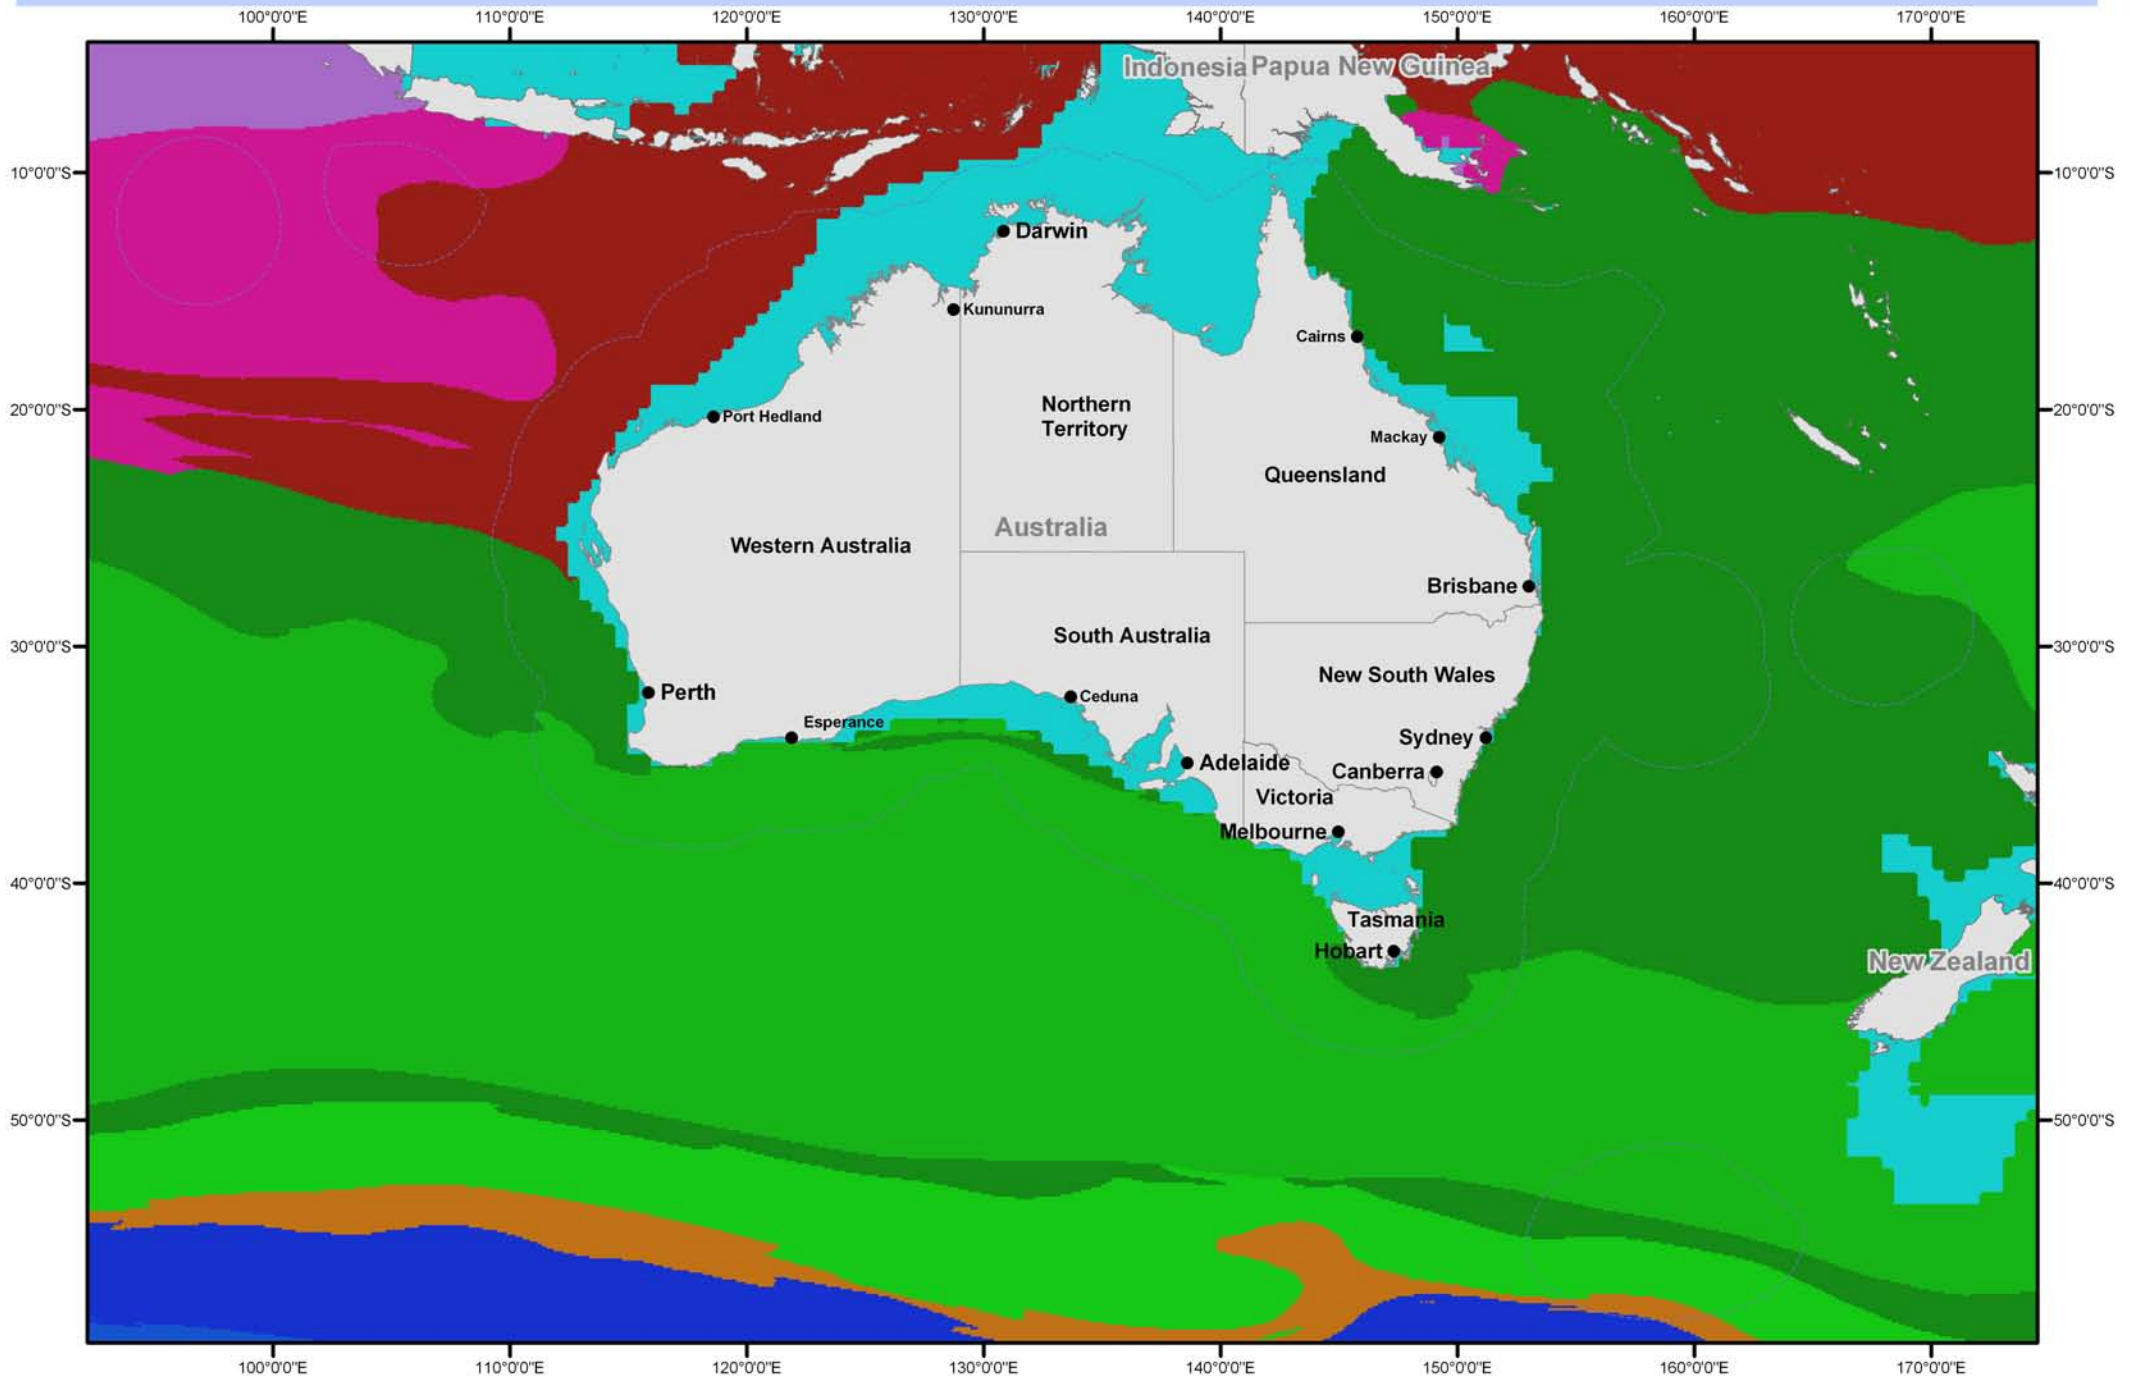 100°0'0"E
110°0'0"E
120°0'0"E
130°0'0"E
140°0'0"E
150°0'0"E
160°0'0"E
170°0'0"E
Indonesia
Papua New Guinea
10°0'0"S
10°0'0"S
Darwin
Kununurra
Cairns
Northern
Territory
20°0'0"S
20°0'0"S
Port Hedland
Mackay
Queensland
Australia
Western Australia
Brisbane
South Australia
30°0'0"S
30°0'0"S
New South Wales
Perth
Ceduna
Esperance
Sydney
Adelaide
Canberra
Victoria
Melbourne
40°0'0"S
40°0'0"S
Tasmania
Hobart
New Zealand
50°0'0"S
50°0'0"S
100°0'0"E
110°0'0"E
120°0'0"E
130°0'0"E
140°0'0"E
150°0'0"E
160°0'0"E
170°0'0"E